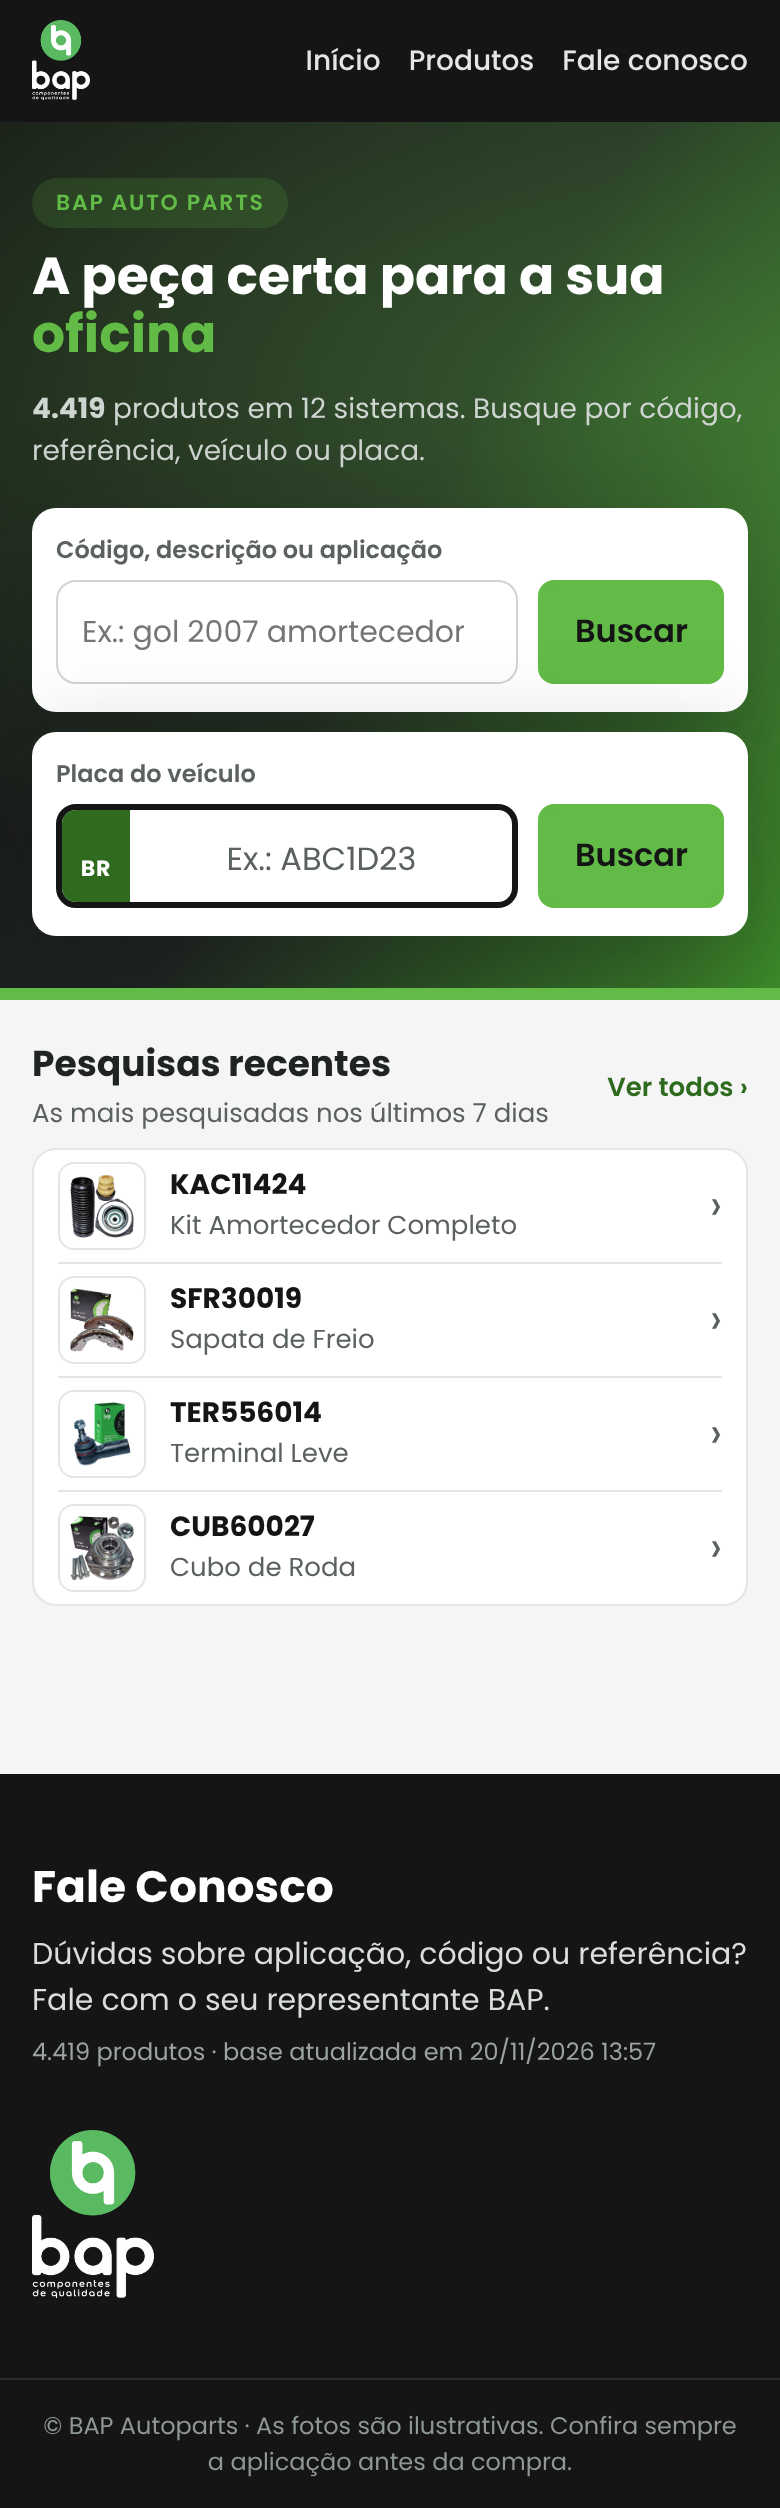 bap
componentes
de qualidade
Início Produtos Fale conosco
BAP AUTO PARTS
A peça certa para a sua
oficina
4.419 produtos em 12 sistemas. Busque por código,
referência, veículo ou placa.
Código, descrição ou aplicação
Ex.: gol 2007 amortecedor
Buscar
Placa do veículo
BR
Ex.: ABC1D23
Buscar
Pesquisas recentes
As mais pesquisadas nos últimos 7 dias
Ver todos ›
KAC11424
Kit Amortecedor Completo
›
SFR30019
Sapata de Freio
›
bap
TER556014
Terminal Leve
›
CUB60027
Cubo de Roda
›
Fale Conosco
Dúvidas sobre aplicação, código ou referência?
Fale com o seu representante BAP.
4.419 produtos · base atualizada em 20/11/2026 13:57
bap
componentes
de qualidade
© BAP Autoparts · As fotos são ilustrativas. Confira sempre
a aplicação antes da compra.